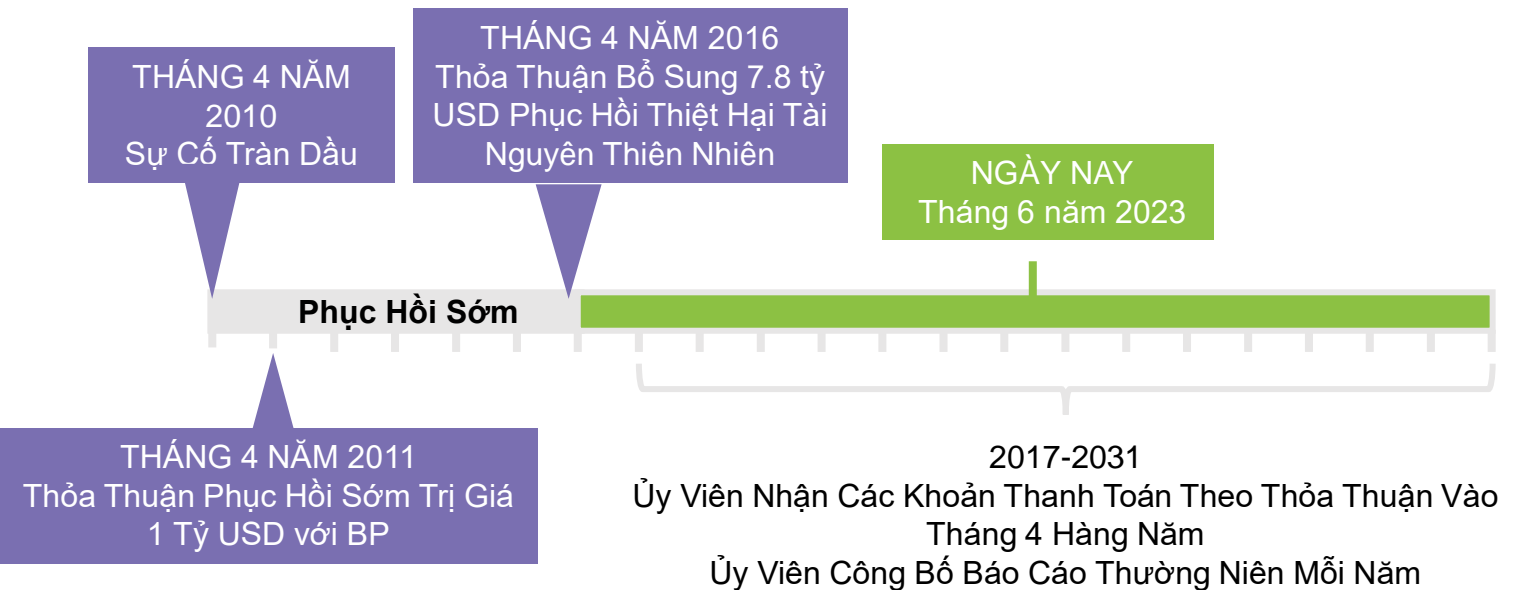 THÁNG 4 NĂM
2010
Sự Cố Tràn Dầu
THÁNG 4 NĂM 2016
Thỏa Thuận Bổ Sung 7.8 tỷ
USD Phục Hồi Thiệt Hại Tài
Nguyên Thiên Nhiên
NGÀY NAY
Tháng 6 năm 2023
Phục Hồi Sớm
THÁNG 4 NĂM 2011
Thỏa Thuận Phục Hồi Sớm Trị Giá
1 Tỷ USD với BP
2017-2031
Ủy Viên Nhận Các Khoản Thanh Toán Theo Thỏa Thuận Vào
Tháng 4 Hàng Năm
Ủy Viên Công Bố Báo Cáo Thường Niên Mỗi Năm